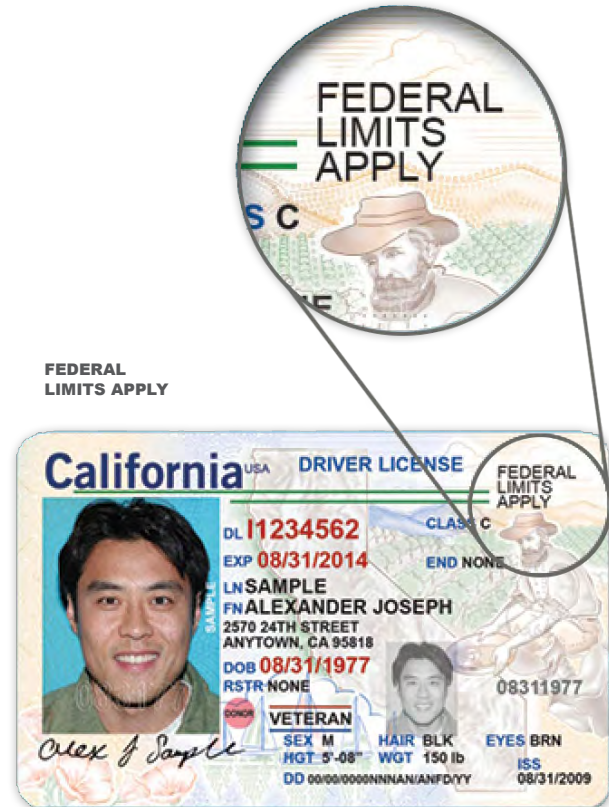 FEDERAL
LIMITS
APPLY
S C
FEDERAL
LIMITS APPLY
California USA DRIVER LICENSE
FEDERAL
LIMITS
APPLY
DL I1234562 CLASS C
EXP 08/31/2014 END NONE
LN SAMPLE
FN ALEXANDER JOSEPH
2570 24TH STREET
ANYTOWN, CA 95818
DOB 08/31/1977
RSTR NONE 08311977
SAMPLE
DONOR
VETERAN
SEX M HAIR BLK EYES BRN
HGT 5'-08" WGT 150 lb ISS
DD 00/00/0000NNNAN/ANFD/YY 08/31/2009
Alex J Sample